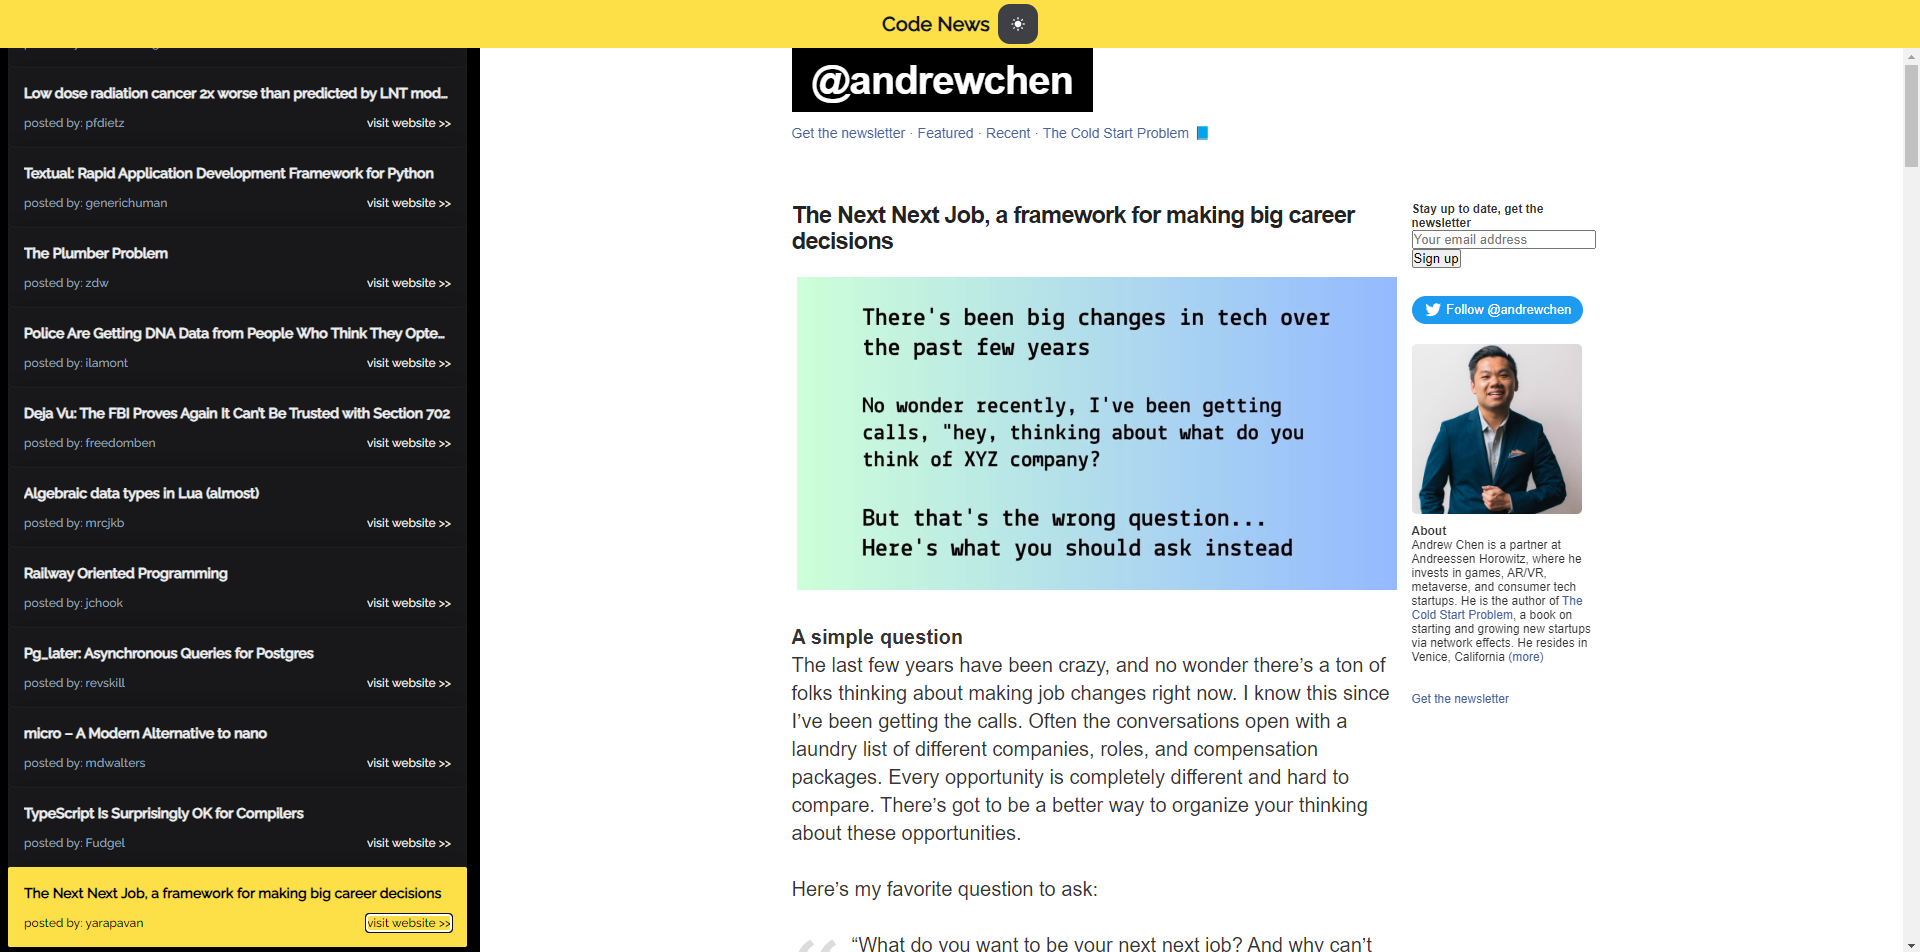 Code News
Low dose radiation cancer 2x worse than predicted by LNT mod...
posted by: pfdietz
visit website >>
Textual: Rapid Application Development Framework for Python
posted by: generichuman
visit website >>
The Plumber Problem
posted by: zdw
visit website >>
Police Are Getting DNA Data from People Who Think They Opte...
posted by: ilamont
visit website >>
Deja Vu: The FBI Proves Again It Can't Be Trusted with Section 702
posted by: freedomben
visit website >>
Algebraic data types in Lua (almost)
posted by: mrcjkb
visit website >>
Railway Oriented Programming
posted by: jchook
visit website >>
Pg_later: Asynchronous Queries for Postgres
posted by: revskill
visit website >>
micro – A Modern Alternative to nano
posted by: mdwalters
visit website >>
TypeScript Is Surprisingly OK for Compilers
posted by: Fudgel
visit website >>
The Next Next Job, a framework for making big career decisions
posted by: yarapavan
visit website >>
@andrewchen
Get the newsletter · Featured · Recent · The Cold Start Problem 📘
The Next Next Job, a framework for making big career
decisions
There's been big changes in tech over
the past few years
No wonder recently, I've been getting
calls, "hey, thinking about what do you
think of XYZ company?
But that's the wrong question...
Here's what you should ask instead
A simple question
The last few years have been crazy, and no wonder there’s a ton of
folks thinking about making job changes right now. I know this since
I’ve been getting the calls. Often the conversations open with a
laundry list of different companies, roles, and compensation
packages. Every opportunity is completely different and hard to
compare. There’s got to be a better way to organize your thinking
about these opportunities.
Here’s my favorite question to ask:
“What do you want to be your next next job? And why can’t
Stay up to date, get the
newsletter
Your email address
Sign up
Follow @andrewchen
About
Andrew Chen is a partner at
Andreessen Horowitz, where he
invests in games, AR/VR,
metaverse, and consumer tech
startups. He is the author of The
Cold Start Problem, a book on
starting and growing new startups
via network effects. He resides in
Venice, California (more)
Get the newsletter